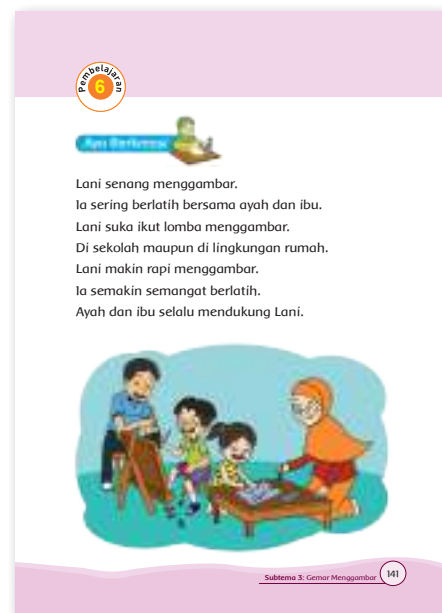 Pembelajaran
6
Ayo Berkreasi
Lani senang menggambar.
Ia sering berlatih bersama ayah dan ibu.
Lani suka ikut lomba menggambar.
Di sekolah maupun di lingkungan rumah.
Lani makin rapi menggambar.
Ia semakin semangat berlatih.
Ayah dan ibu selalu mendukung Lani.
Subtema 3: Gemar Menggambar
141